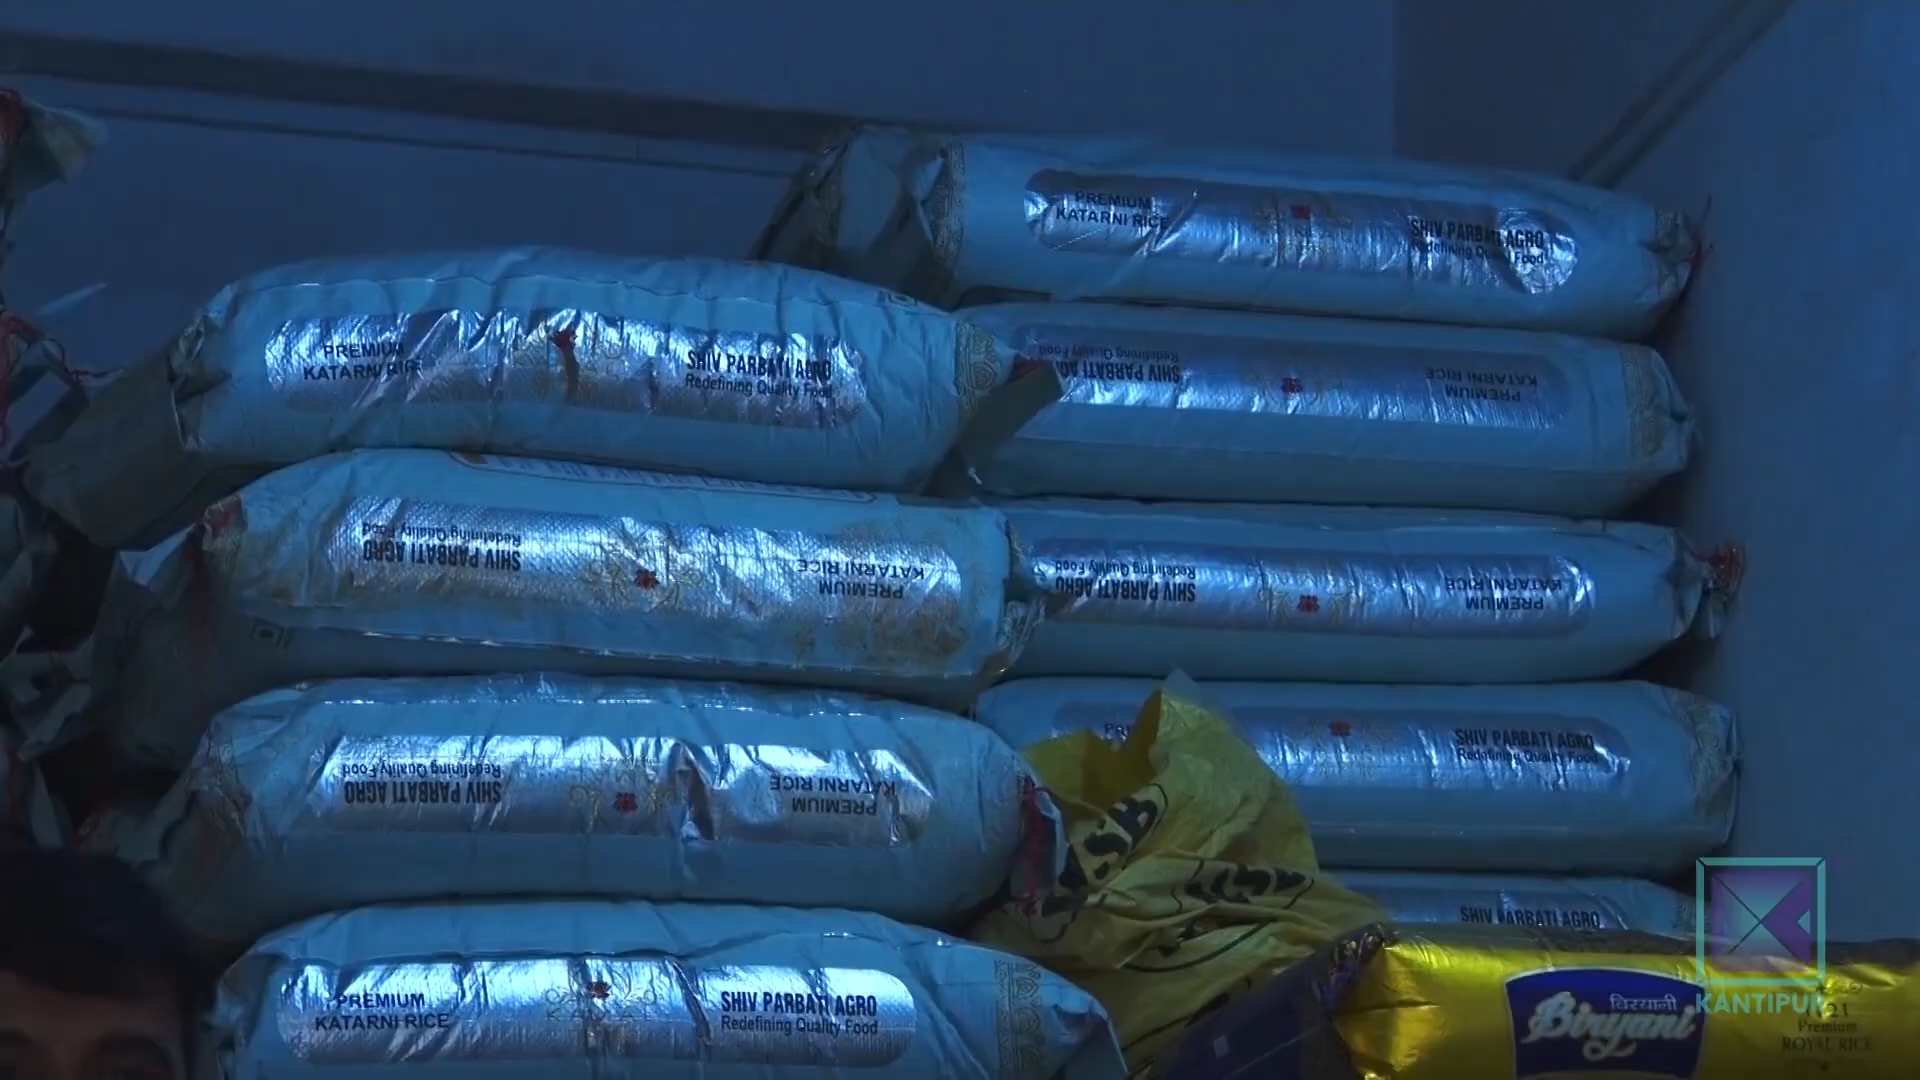 PREMIUM
KATARNI RICE
SHIV PARBATI AGRO
Redefining Quality Food
PREMIUM
KATARNI RICE
SHIV PARBATI AGRO
Redefining Quality Food
SHIV PARBATI AGRO
Redefining Quality Food
PREMIUM
KATARNI RICE
SHIV PARBATI AGRO
Redefining Quality Food
PREMIUM
KATARNI RICE
SHIV PARBATI AGRO
Redefining Quality Food
PREMIUM
KATARNI RICE
SHIV PARBATI AGRO
Redefining Quality Food
SHIV PARBATI AGRO
Redefining Quality Food
PREMIUM
KATARNI RICE
SB
SHIV PARBATI AGRO
PREMIUM
KATARNI RICE
SHIV PARBATI AGRO
Redefining Quality Food
बिरयानी
Biryani
Premium
ROYAL RICE
KANTIPUR